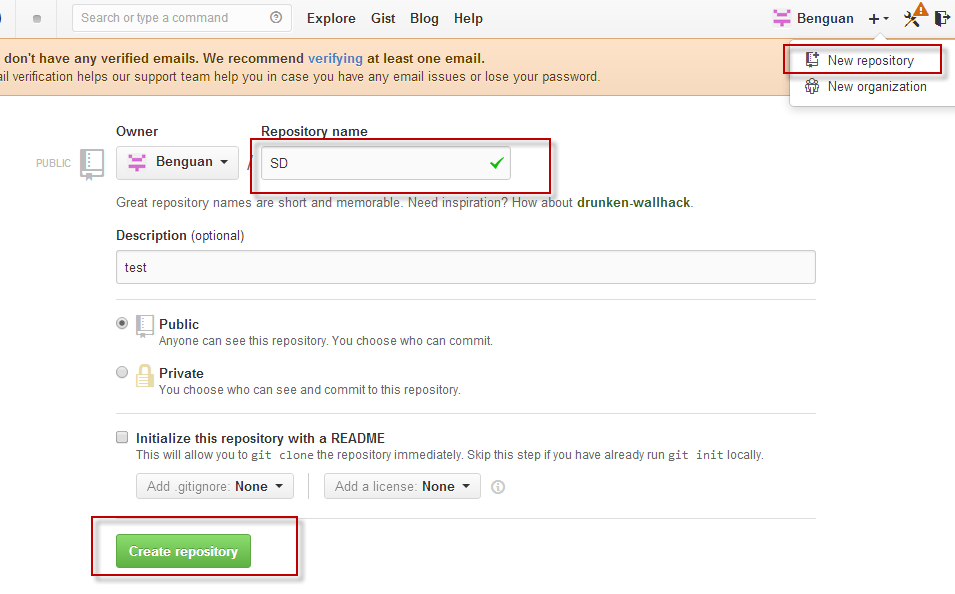 Search or type a command
Explore Gist Blog Help
Benguan
don't have any verified emails. We recommend verifying at least one email.
ail verification helps our support team help you in case you have any email issues or lose your password.
New repository
New organization
Owner Repository name
PUBLIC Benguan / SD
Great repository names are short and memorable. Need inspiration? How about drunken-wallhack.
Description (optional)
test
Public
Anyone can see this repository. You choose who can commit.
Private
You choose who can see and commit to this repository.
Initialize this repository with a README
This will allow you to git clone the repository immediately. Skip this step if you have already run git init locally.
Add .gitignore: None Add a license: None
Create repository